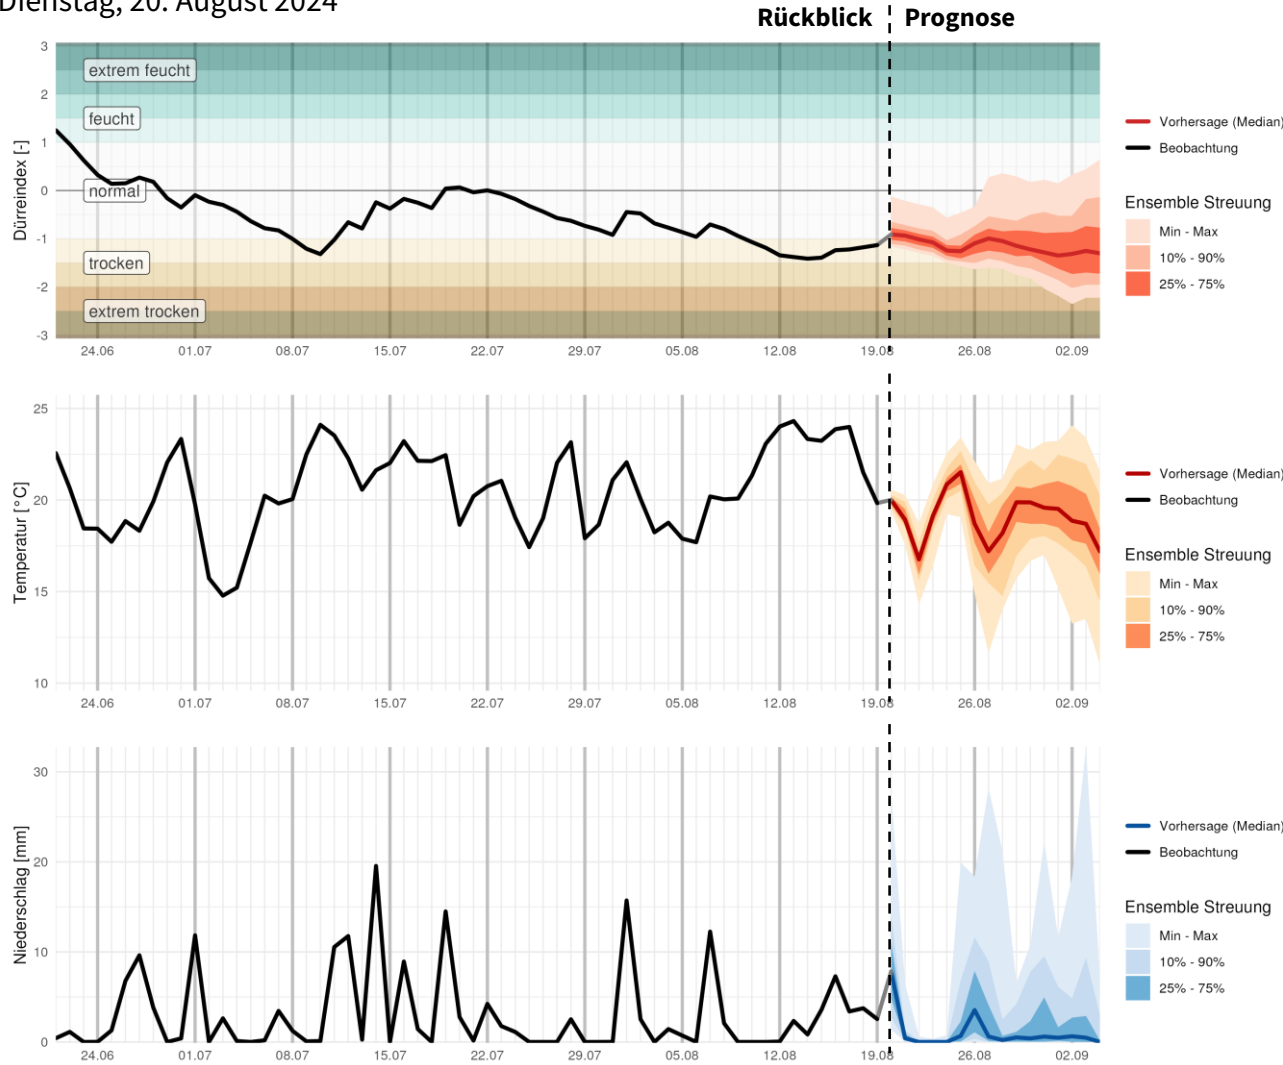 Dienstag, 20. August 2024
Rückblick Prognose
Dürreindex [-]
3
2
1
0
-1
-2
-3
extrem feucht
feucht
normal
trocken
extrem trocken
24.06 01.07 08.07 15.07 22.07 29.07 05.08 12.08 19.08 26.08 02.09
Vorhersage (Median)
Beobachtung
Ensemble Streuung
Min - Max
10% - 90%
25% - 75%
Temperatur [°C]
25
20
15
10
24.06 01.07 08.07 15.07 22.07 29.07 05.08 12.08 19.08 26.08 02.09
Vorhersage (Median)
Beobachtung
Ensemble Streuung
Min - Max
10% - 90%
25% - 75%
Niederschlag [mm]
30
20
10
0
24.06 01.07 08.07 15.07 22.07 29.07 05.08 12.08 19.08 26.08 02.09
Vorhersage (Median)
Beobachtung
Ensemble Streuung
Min - Max
10% - 90%
25% - 75%